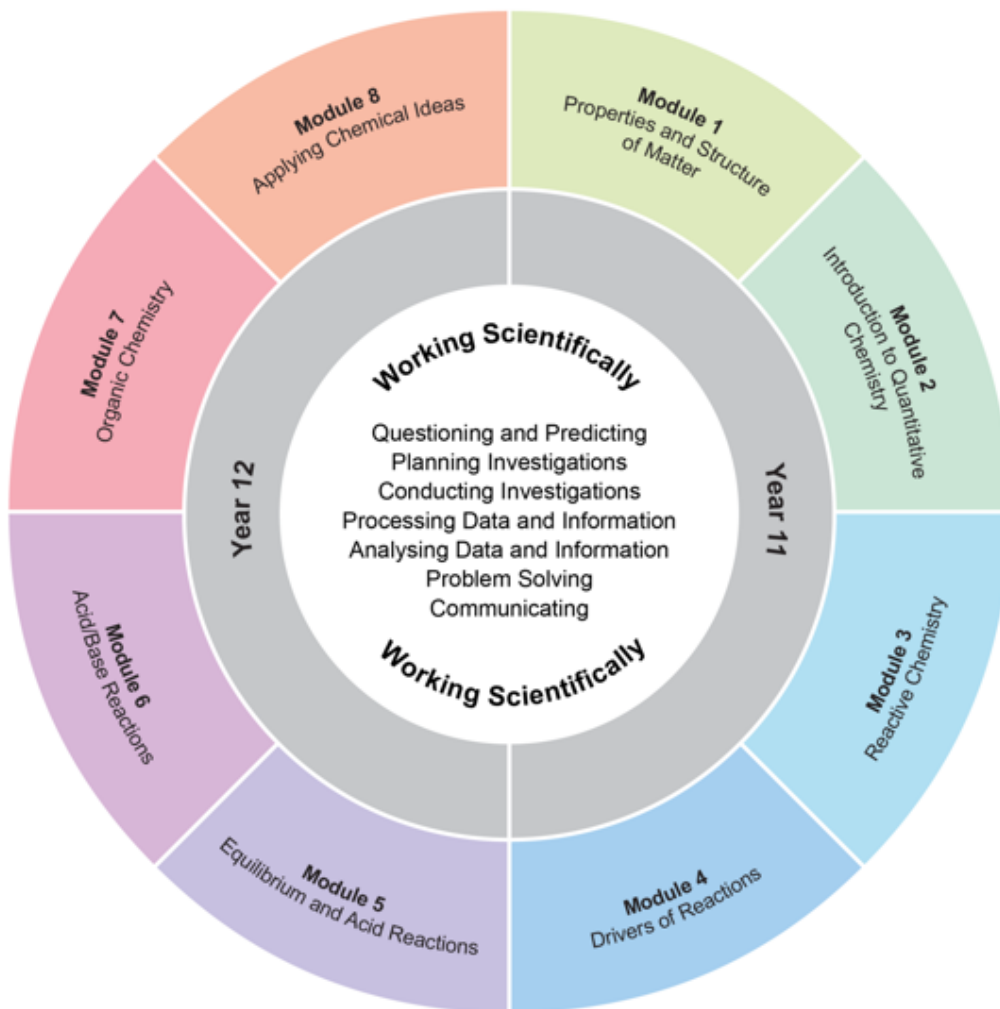 Module 1
Properties and Structure
of Matter
Module 2
Introduction to Quantitative
Chemistry
Module 3
Reactive Chemistry
Module 4
Drivers of Reactions
Module 5
Equilibrium and Acid Reactions
Module 6
Acid/Base Reactions
Module 7
Organic Chemistry
Module 8
Applying Chemical Ideas
Year 11
Year 12
Working Scientifically
Questioning and Predicting
Planning Investigations
Conducting Investigations
Processing Data and Information
Analysing Data and Information
Problem Solving
Communicating
Working Scientifically